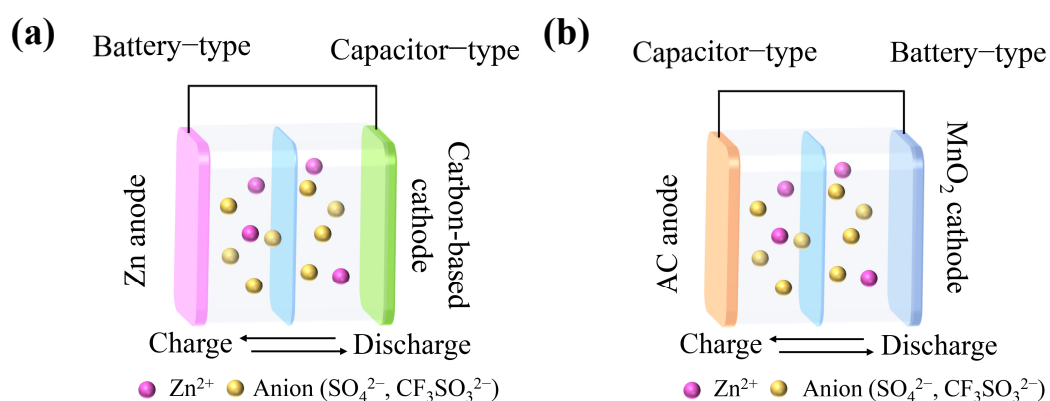 (a)
Battery−type
Capacitor−type
Zn anode
Carbon-based
cathode
Charge
Discharge
Zn²⁺
Anion (SO₄²⁻, CF₃SO₃²⁻)
(b)
Capacitor−type
Battery−type
AC anode
MnO₂ cathode
Charge
Discharge
Zn²⁺
Anion (SO₄²⁻, CF₃SO₃²⁻)